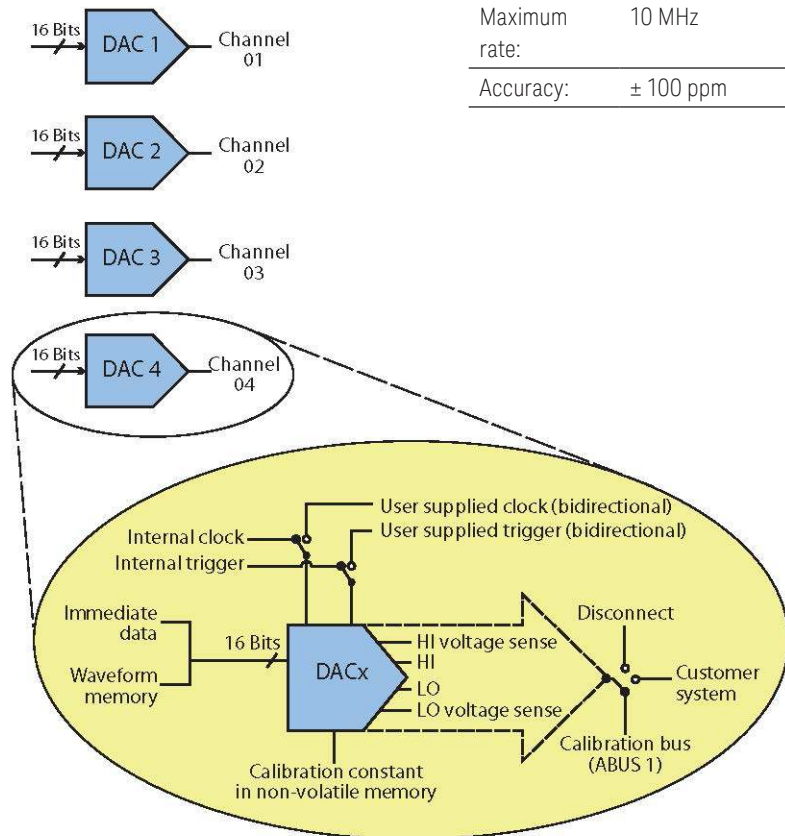 Maximum rate: 10 MHz
Accuracy: ± 100 ppm
16 Bits
DAC 1
Channel
01
16 Bits
DAC 2
Channel
02
16 Bits
DAC 3
Channel
03
16 Bits
DAC 4
Channel
04
User supplied clock (bidirectional)
Internal clock
User supplied trigger (bidirectional)
Internal trigger
Immediate
data
Waveform
memory
16 Bits
DACx
HI voltage sense
HI
LO
LO voltage sense
Disconnect
Customer
system
Calibration bus
(ABUS 1)
Calibration constant
in non-volatile memory